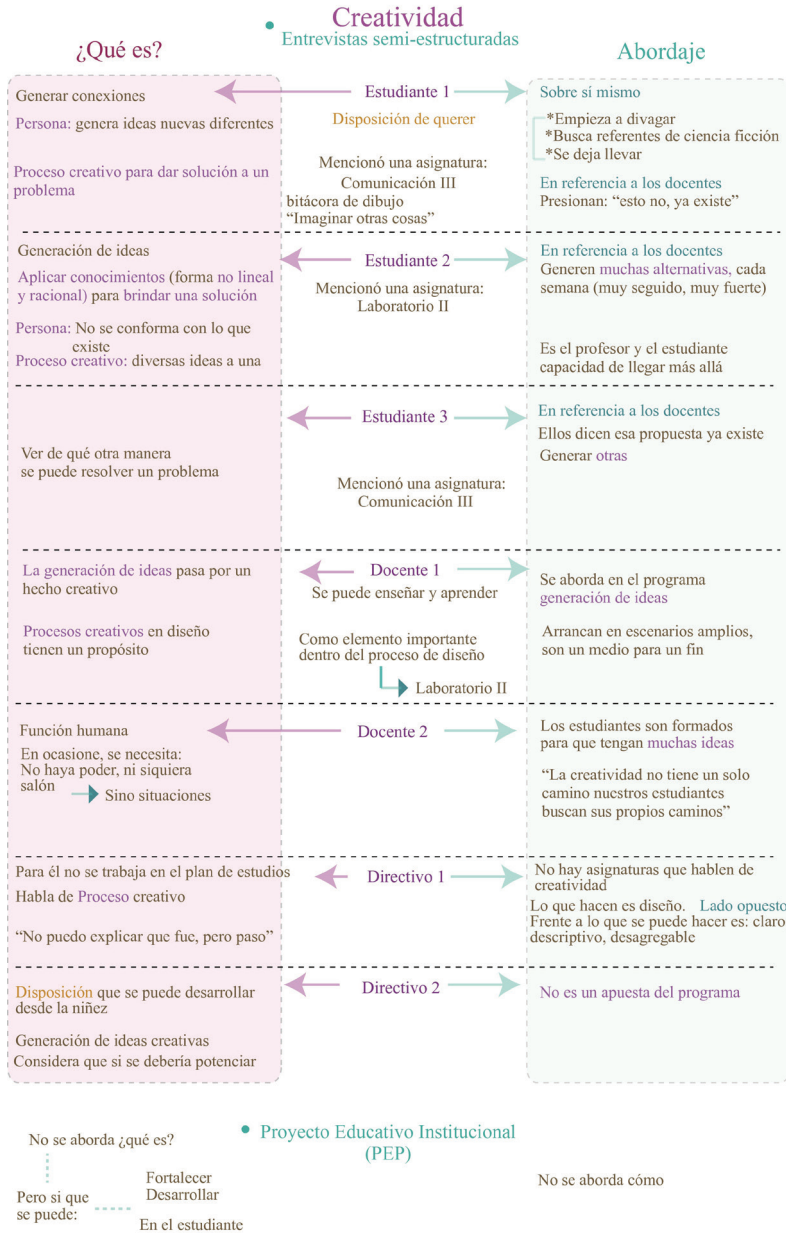 Creatividad
• Entrevistas semi-estructuradas
¿Qué es?
Abordaje
Generar conexiones
Persona: genera ideas nuevas diferentes
Proceso creativo para dar solución a un
problema
Estudiante 1
Disposición de querer
Mencionó una asignatura:
Comunicación III
bitácora de dibujo
“Imaginar otras cosas”
Sobre sí mismo
*Empieza a divagar
*Busca referentes de ciencia ficción
*Se deja llevar
En referencia a los docentes
Presionan: “esto no, ya existe”
Generación de ideas
Aplicar conocimientos (forma no lineal
y racional) para brindar una solución
Persona: No se conforma con lo que
existe
Proceso creativo: diversas ideas a una
Estudiante 2
Mencionó una asignatura:
Laboratorio II
En referencia a los docentes
Generen muchas alternativas, cada
semana (muy seguido, muy fuerte)
Es el profesor y el estudiante
capacidad de llegar más allá
Ver de qué otra manera
se puede resolver un problema
Estudiante 3
Mencionó una asignatura:
Comunicación III
En referencia a los docentes
Ellos dicen esa propuesta ya existe
Generar otras
La generación de ideas pasa por un
hecho creativo
Procesos creativos en diseño
tienen un propósito
Docente 1
Se puede enseñar y aprender
Como elemento importante
dentro del proceso de diseño
Laboratorio II
Se aborda en el programa
generación de ideas
Arrancan en escenarios amplios,
son un medio para un fin
Función humana
En ocasione, se necesita:
No haya poder, ni siquiera
salón
Sino situaciones
Docente 2
Los estudiantes son formados
para que tengan muchas ideas
“La creatividad no tiene un solo
camino nuestros estudiantes
buscan sus propios caminos”
Para él no se trabaja en el plan de estudios
Habla de Proceso creativo
“No puedo explicar que fue, pero paso”
Directivo 1
No hay asignaturas que hablen de
creatividad
Lo que hacen es diseño. Lado opuesto
Frente a lo que se puede hacer es: claro
descriptivo, desagregable
Disposición que se puede desarrollar
desde la niñez
Generación de ideas creativas
Considera que si se debería potenciar
Directivo 2
No es un apuesta del programa
• Proyecto Educativo Institucional
(PEP)
No se aborda ¿qué es?
Pero si que
se puede:
Fortalecer
Desarrollar
En el estudiante
No se aborda cómo